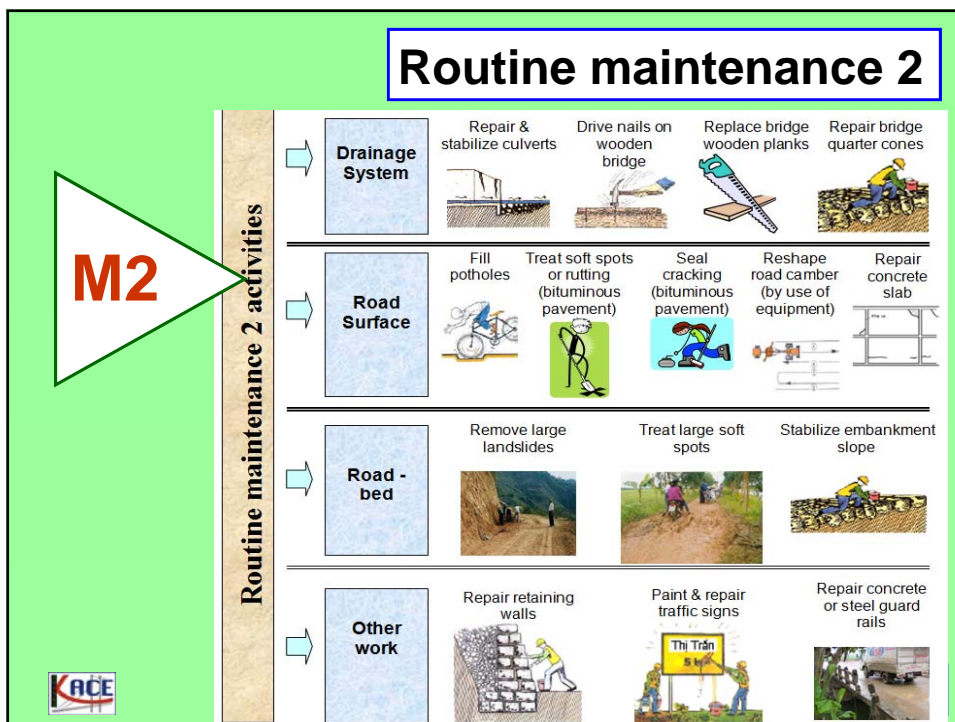 Routine maintenance 2
M2
Routine maintenance 2 activities
Drainage
System
Repair &
stabilize culverts
Drive nails on
wooden
bridge
Replace bridge
wooden planks
Repair bridge
quarter cones
Road
Surface
Fill
potholes
Treat soft spots
or rutting
(bituminous
pavement)
Seal
cracking
(bituminous
pavement)
Reshape
road camber
(by use of
equipment)
Repair
concrete
slab
Road -
bed
Remove large
landslides
Treat large soft
spots
Stabilize embankment
slope
Other
work
Repair retaining
walls
Paint & repair
traffic signs
Thị Trấn
Repair concrete
or steel guard
rails
KACE